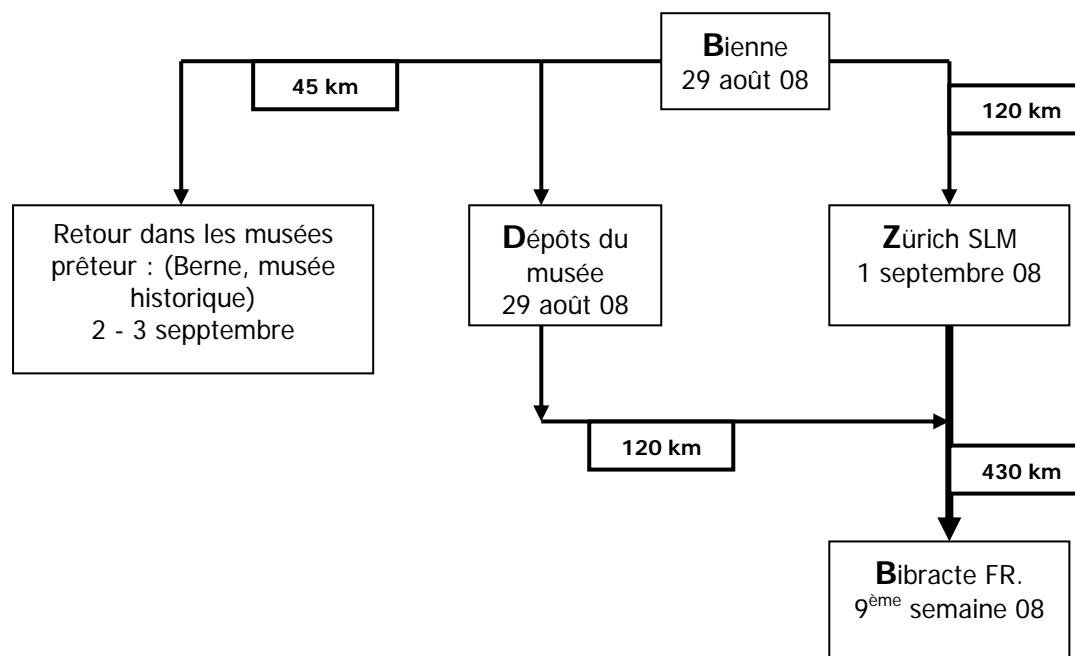 Bienne
29 août 08
45 km
120 km
Retour dans les musées
prêteur : (Berne, musée
historique)
2 - 3 sepptembre
Dépôts du
musée
29 août 08
Zürich SLM
1 septembre 08
120 km
430 km
Bibracte FR.
9ème semaine 08